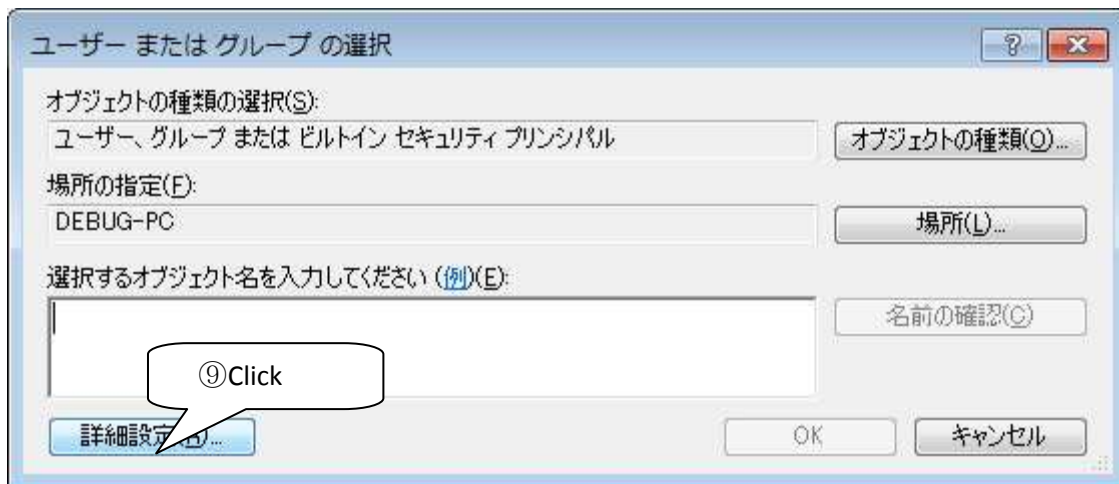 ユーザー または グループ の選択
オブジェクトの種類の選択(S):
ユーザー、グループ または ビルトイン セキュリティ プリンシパル
オブジェクトの種類(O)...
場所の指定(F):
DEBUG-PC
場所(L)...
選択するオブジェクト名を入力してください (例)(E):
名前の確認(C)
⑨Click
詳細設定(A)...
OK
キャンセル